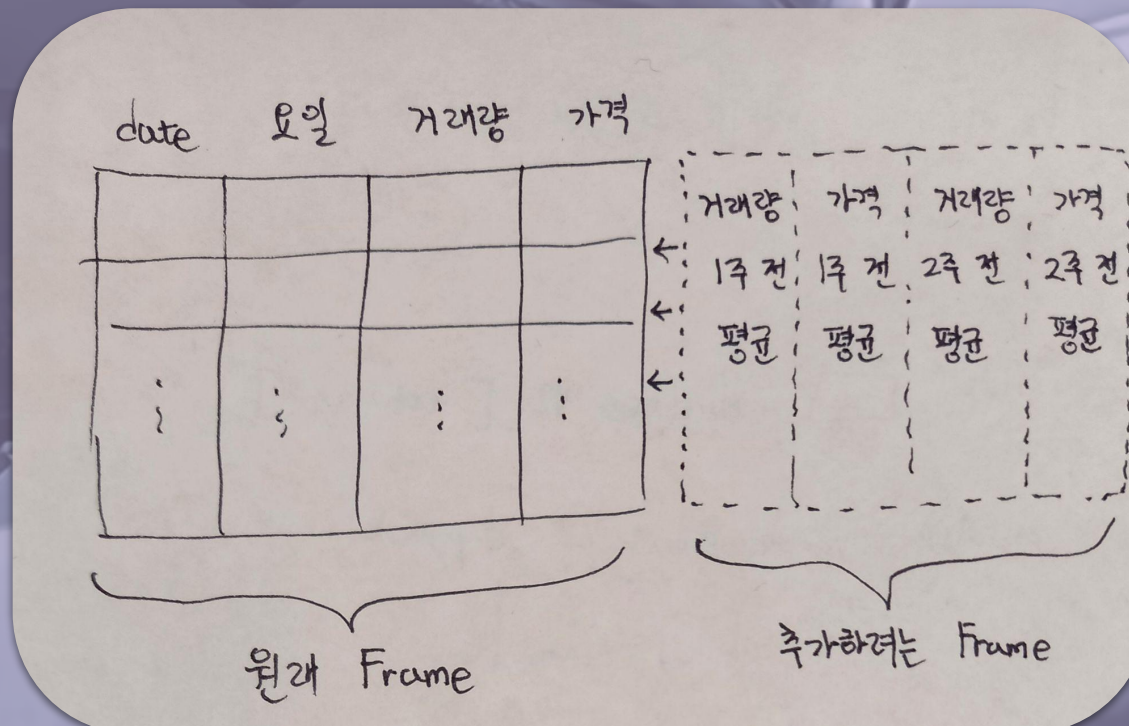 date 요일 거래량 가격
거래량 가격 거래량 가격
1주 전 1주 전 2주 전 2주 전
평균 평균 평균 평균
원래 Frame
추가하려는 Frame